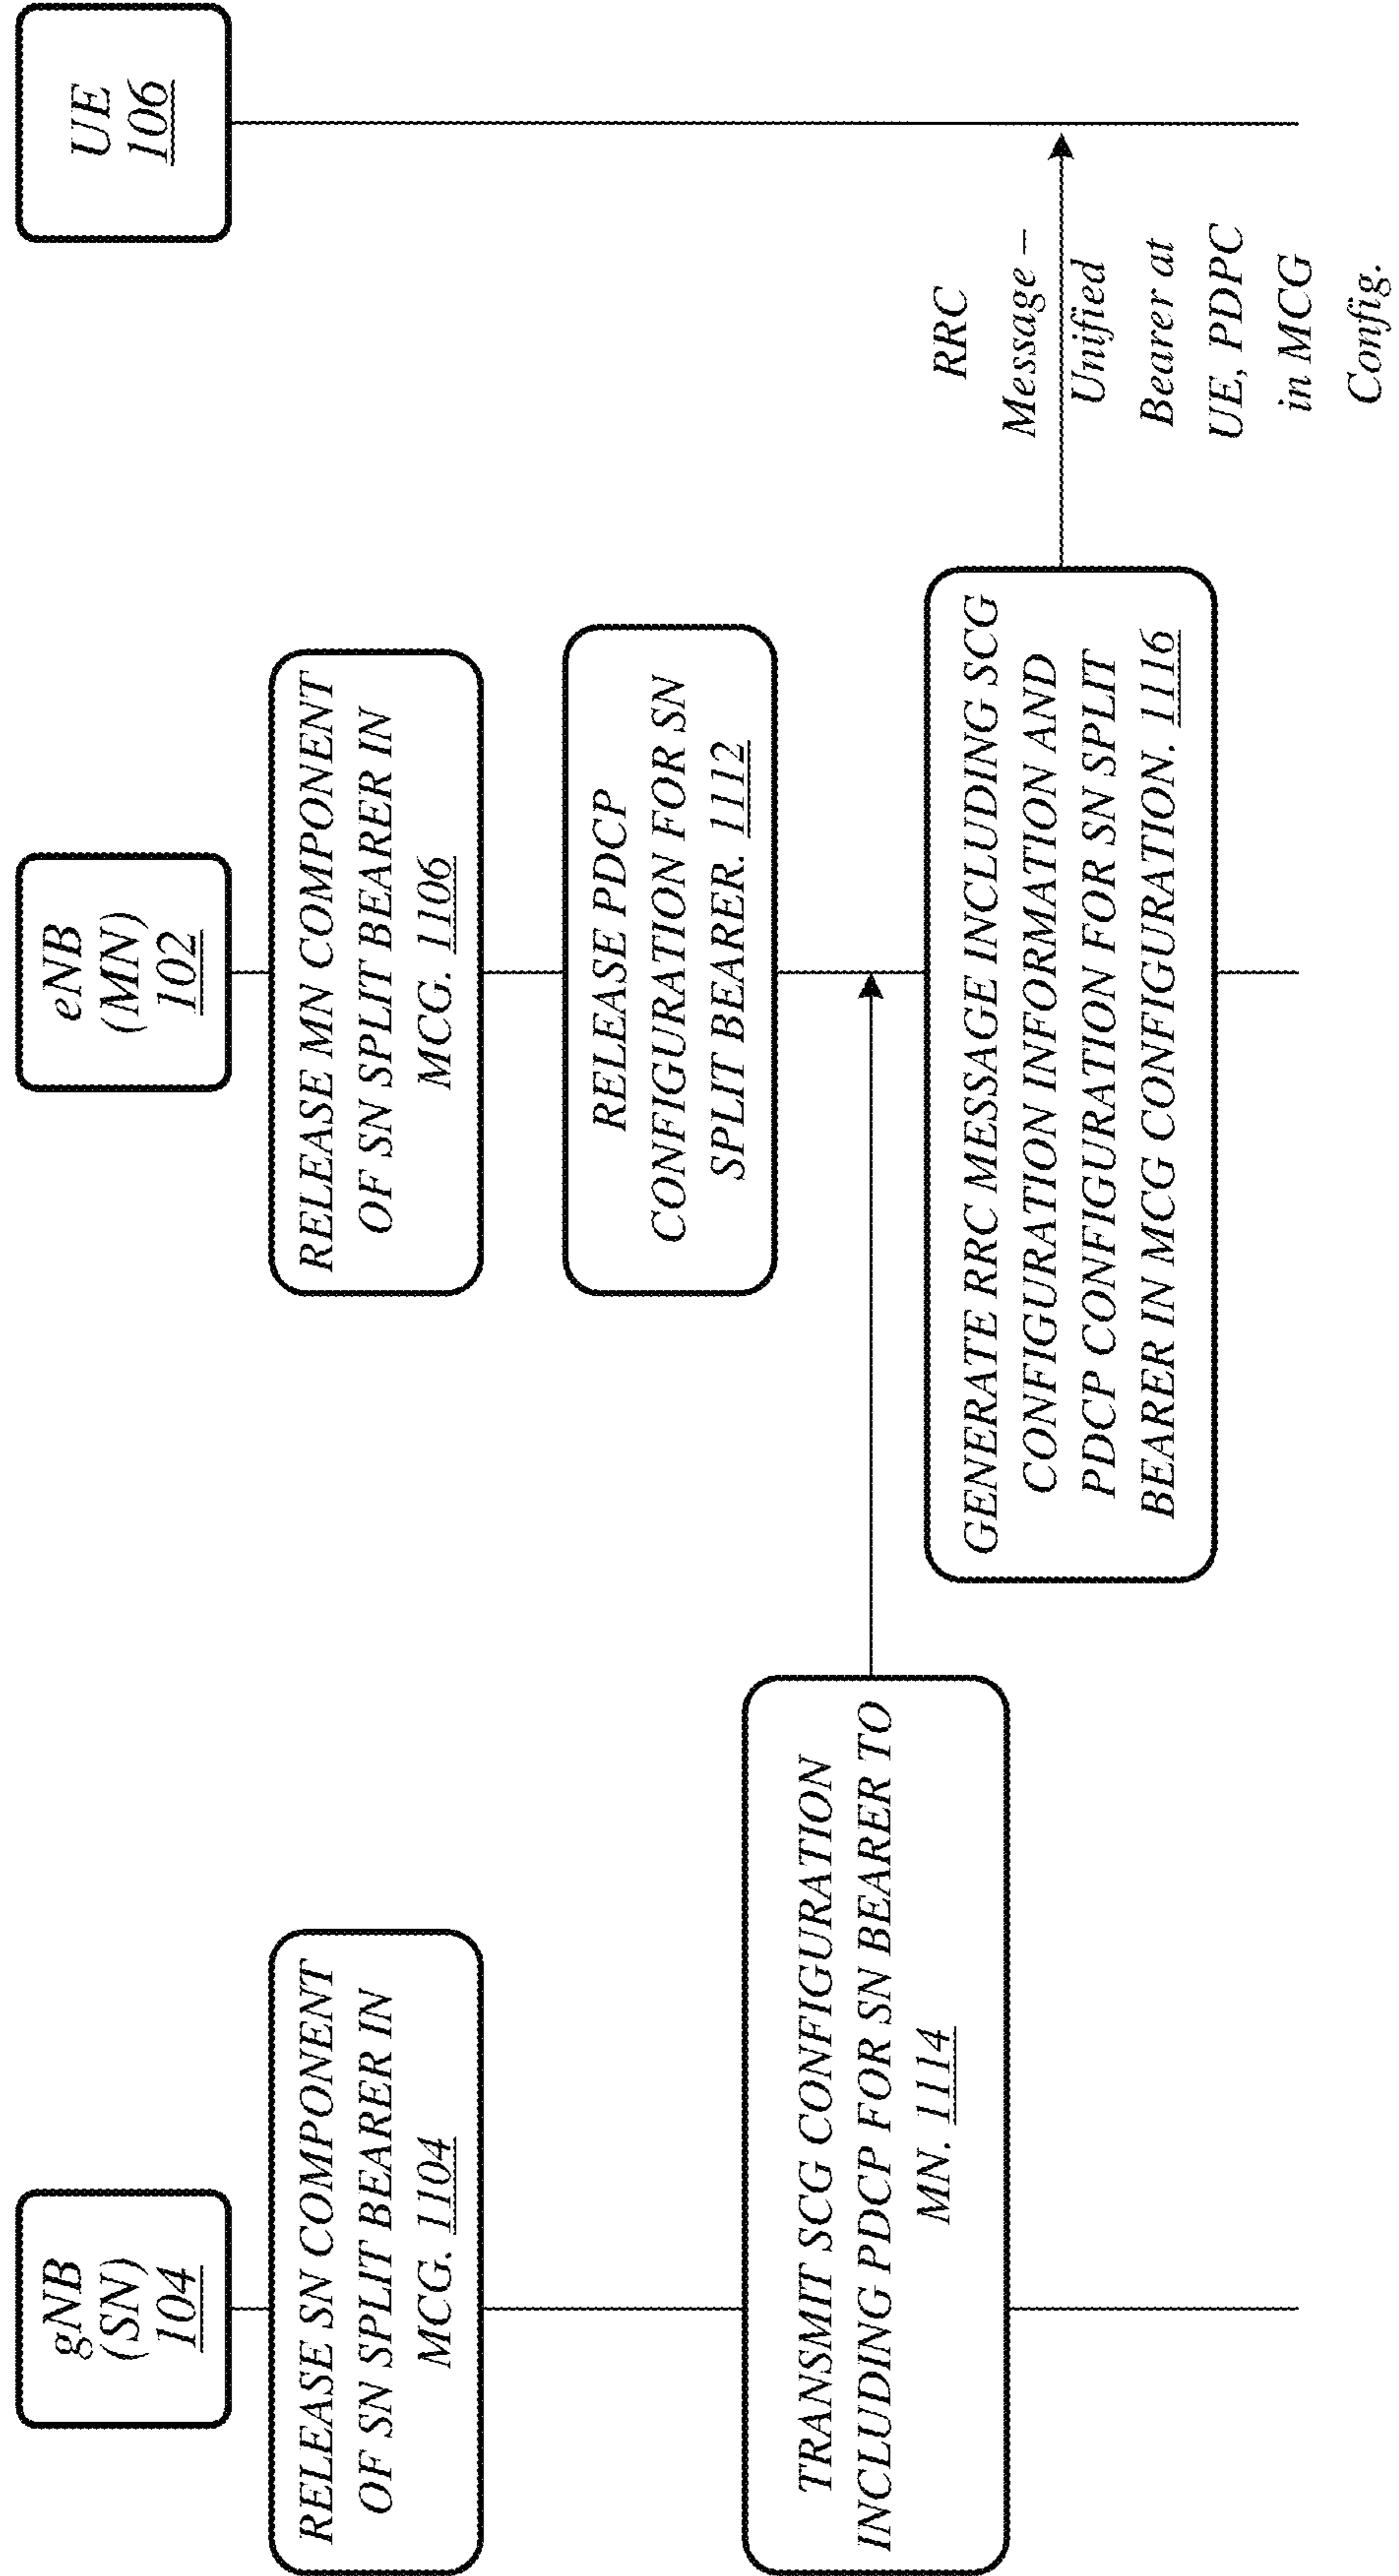 gNB
(SN)
104
eNB
(MN)
102
UE
106
RELEASE SN COMPONENT
OF SN SPLIT BEARER IN
MCG. 1104
RELEASE MN COMPONENT
OF SN SPLIT BEARER IN
MCG. 1106
RELEASE PDCP
CONFIGURATION FOR SN
SPLIT BEARER. 1112
TRANSMIT SCG CONFIGURATION
INCLUDING PDCP FOR SN BEARER TO
MN. 1114
GENERATE RRC MESSAGE INCLUDING SCG
CONFIGURATION INFORMATION AND
PDCP CONFIGURATION FOR SN SPLIT
BEARER IN MCG CONFIGURATION. 1116
RRC
Message –
Unified
Bearer at
UE, PDPC
in MCG
Config.